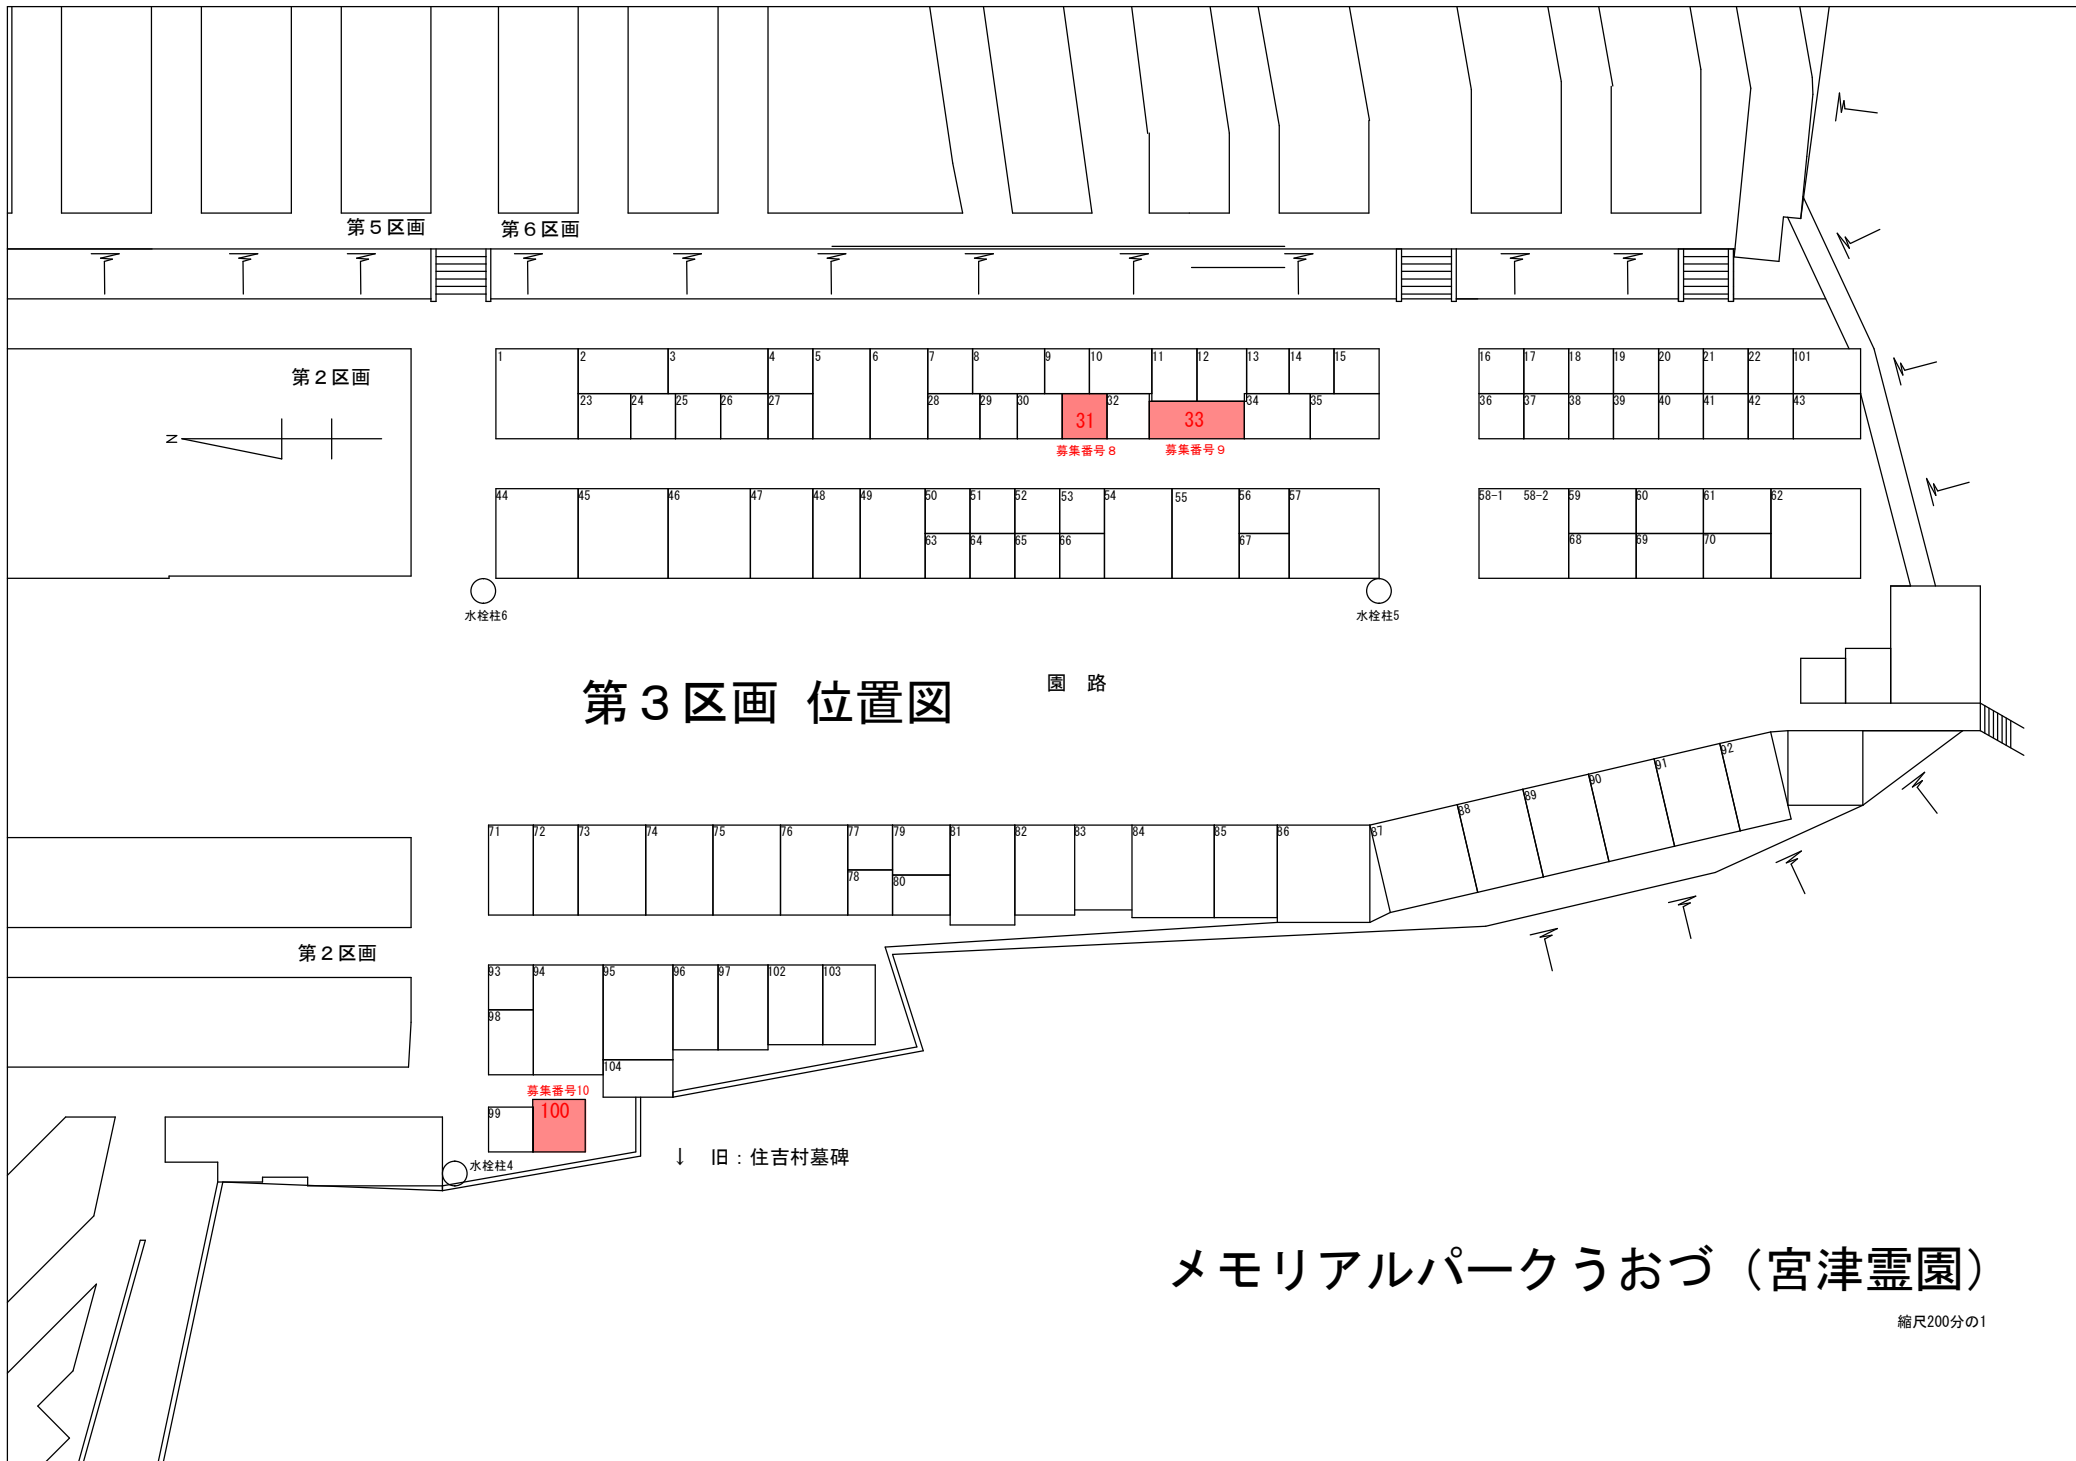 第５区画
第６区画
第２区画
N
1 2 3 4 5 6 7 8 9 10 11 12 13 14 15
16 17 18 19 20 21 22 101
23 24 25 26 27 28 29 30 31 32 33 34 35
36 37 38 39 40 41 42 43
募集番号８
募集番号９
44 45 46 47 48 49 50 51 52 53 54 55 56 57
58-1 58-2 59 60 61 62
63 64 65 66 67
68 69 70
水栓柱6
水栓柱5
第３区画 位置図
園 路
71 72 73 74 75 76 77 79 81 82 83 84 85 86 87 88 89 90 91 92
78 80
第２区画
93 94 95 96 97 102 103
98
104
募集番号10
99 100
水栓柱4
↓ 旧：住吉村墓碑
メモリアルパークうおづ（宮津霊園）
縮尺200分の1